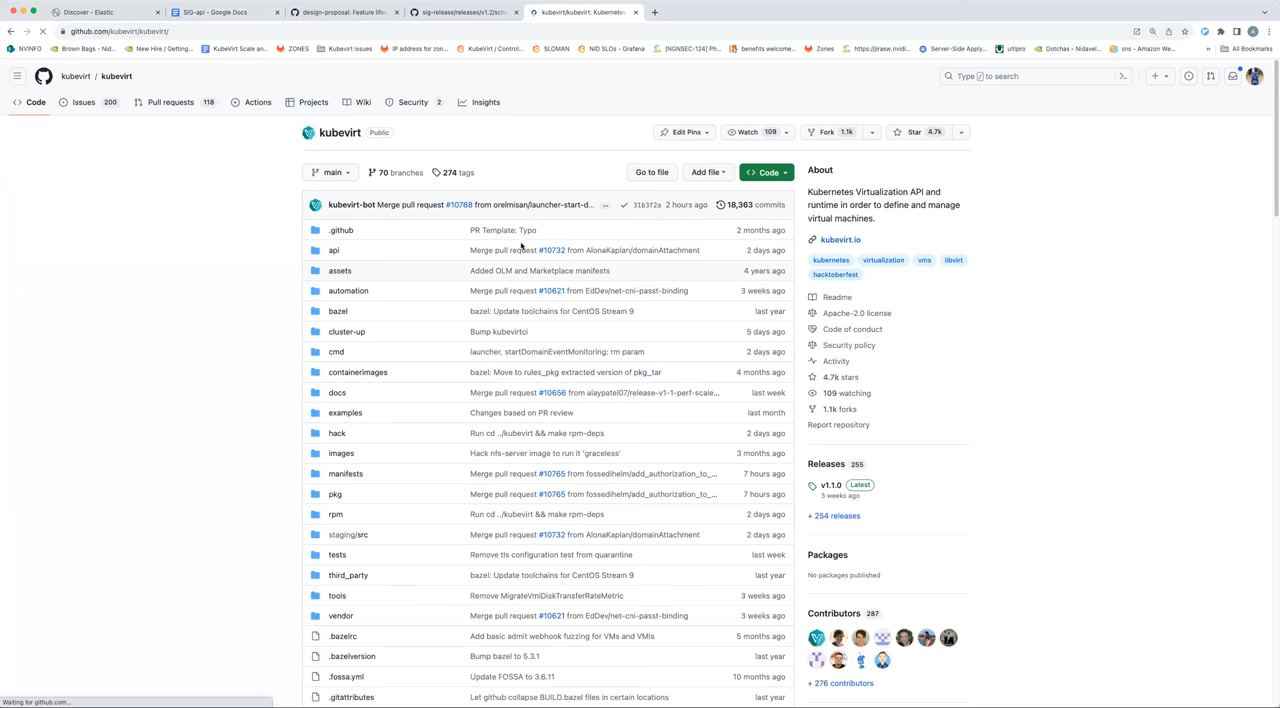 Discover - Elastic
SIG-api - Google Docs
design-proposal: Feature lifec
sig-release/releases/v1.2/sch
kubevirt/kubevirt: Kubernetes
github.com/kubevirt/kubevirt/
NVINFO
Brown Bags - Nid...
New Hire / Getting...
KubeVirt Scale an...
ZONES
Kubevirt issues
IP address for zon...
KubeVirt / Control...
SLOMAN
NID SLOs - Grafana
[NGNSEC-124] Ph...
benefits welcome...
Zones
https://jirasw.nvidi...
Server-Side Apply...
ultipro
Gotchas - Nidavel...
sns - Amazon We...
»
All Bookmarks
kubevirt / kubevirt
Type / to search
Code
Issues 200
Pull requests 118
Actions
Projects
Wiki
Security 2
Insights
kubevirt Public
Edit Pins
Watch 109
Fork 1.1k
Star 4.7k
main
70 branches
274 tags
Go to file
Add file
Code
kubevirt-bot Merge pull request #10788 from orelmisan/launcher-start-d... ... 31b3f2a 2 hours ago 18,363 commits
.github PR Template: Typo 2 months ago
api Merge pull request #10732 from AlonaKaplan/domainAttachment 2 days ago
assets Added OLM and Marketplace manifests 4 years ago
automation Merge pull request #10621 from EdDev/net-cni-passt-binding 3 weeks ago
bazel bazel: Update toolchains for CentOS Stream 9 last year
cluster-up Bump kubevirtci 5 days ago
cmd launcher, startDomainEventMonitoring: rm param 2 days ago
containerimages bazel: Move to rules_pkg extracted version of pkg_tar 4 months ago
docs Merge pull request #10656 from alaypatel07/release-v1-1-perf-scale... last week
examples Changes based on PR review last month
hack Run cd ../kubevirt && make rpm-deps 2 days ago
images Hack nfs-server image to run it 'graceless' 3 months ago
manifests Merge pull request #10765 from fossedihelm/add_authorization_to_... 7 hours ago
pkg Merge pull request #10765 from fossedihelm/add_authorization_to_... 7 hours ago
rpm Run cd ../kubevirt && make rpm-deps 2 days ago
staging/src Merge pull request #10732 from AlonaKaplan/domainAttachment 2 days ago
tests Remove tls configuration test from quarantine last week
third_party bazel: Update toolchains for CentOS Stream 9 last year
tools Remove MigrateVmiDiskTransferRateMetric 3 weeks ago
vendor Merge pull request #10621 from EdDev/net-cni-passt-binding 3 weeks ago
.bazelrc Add basic admit webhook fuzzing for VMs and VMIs 5 months ago
.bazelversion Bump bazel to 5.3.1 last year
.fossa.yml Update FOSSA to 3.6.11 10 months ago
.gitattributes Let github collapse BUILD.bazel files in certain locations last year
About
Kubernetes Virtualization API and
runtime in order to define and manage
virtual machines.
kubevirt.io
kubernetes virtualization vms libvirt
hacktoberfest
Readme
Apache-2.0 license
Code of conduct
Security policy
Activity
4.7k stars
109 watching
1.1k forks
Report repository
Releases 255
v1.1.0 Latest
3 weeks ago
+ 254 releases
Packages
No packages published
Contributors 287
+ 276 contributors
Waiting for github.com...